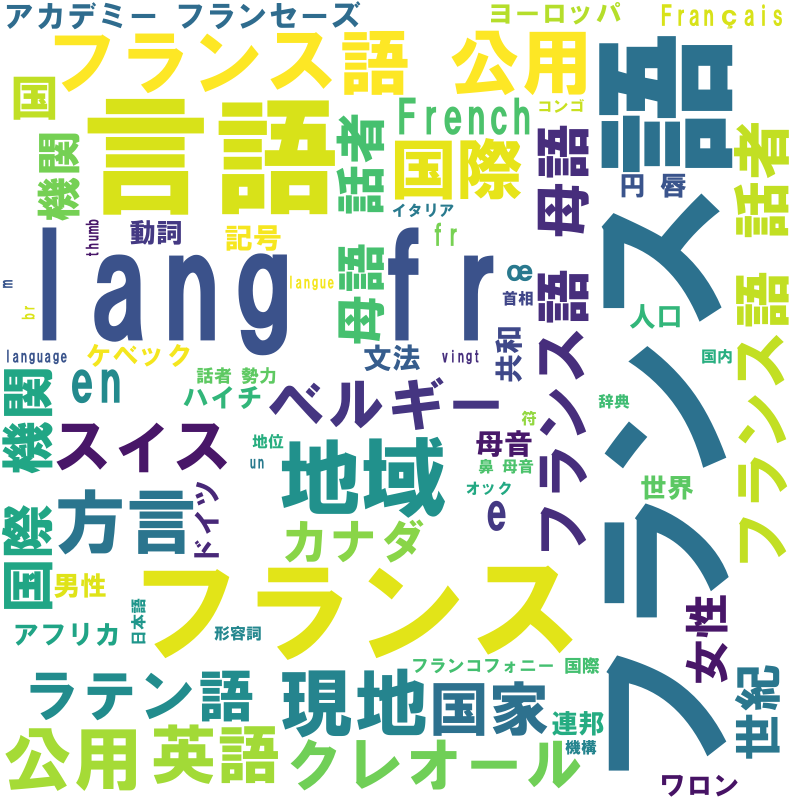 アカデミー フランセーズ
ヨーロッパ
Français
フランス語 公用
フランス語
国
機関
言語
話者
French
コンゴ
国際
母語
円 唇
話者
イタリア
thumb
動詞
記号
fr
母語
lang fr
langue
œ
首相
m
br
人口
language
ケベック
文法
vingt
共和
国内
フランス語
フランス語
en
話者 勢力
ハイチ
ベルギー
辞典
国際 機関
スイス
地位
un
地域
符
母音
鼻 母音
オック
e
世界
方言
ドイツ
カナダ
男性
フランス
アフリカ
日本語
形容詞
女性
フランコフォニー 国際
ラテン語
現地
国家
連邦
機構
世紀
公用
英語
クレオール
ワロン